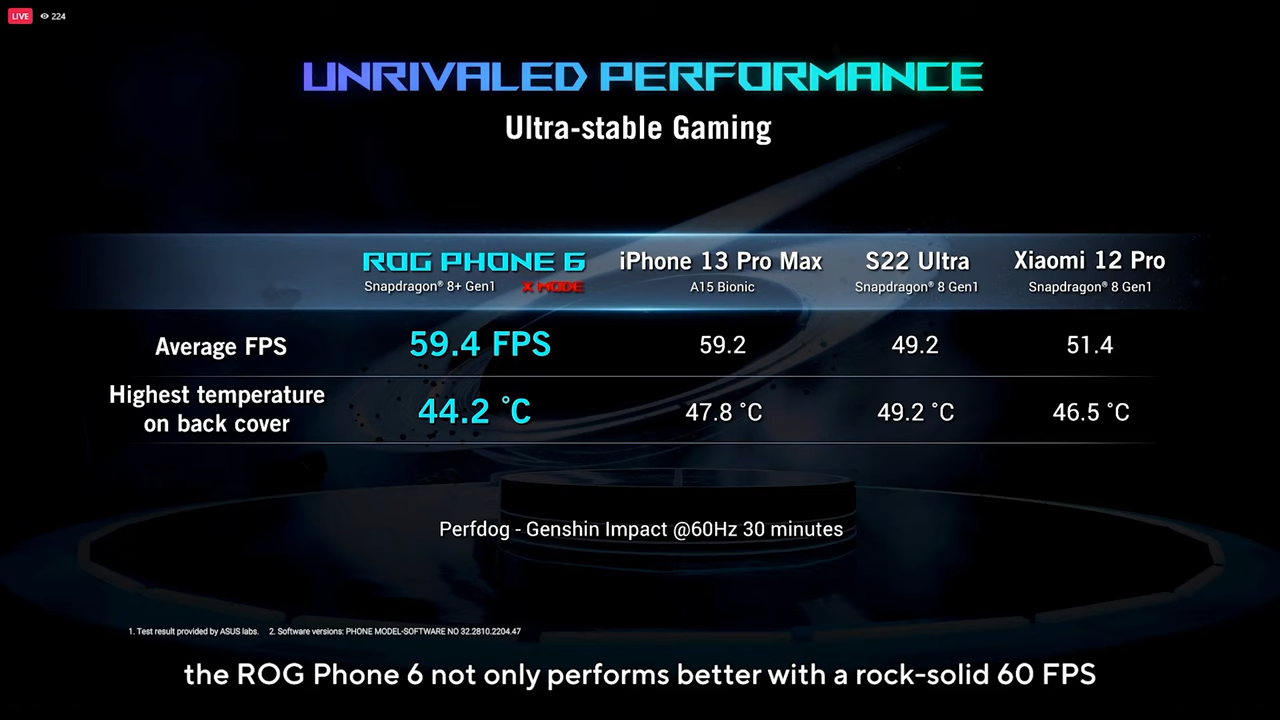 LIVE 224
UNRIVALED PERFORMANCE
Ultra-stable Gaming
ROG PHONE 6 iPhone 13 Pro Max S22 Ultra Xiaomi 12 Pro
Snapdragon® 8+ Gen1 X MODE A15 Bionic Snapdragon® 8 Gen1 Snapdragon® 8 Gen1
Average FPS 59.4 FPS 59.2 49.2 51.4
Highest temperature
on back cover 44.2 °C 47.8 °C 49.2 °C 46.5 °C
Perfdog - Genshin Impact @60Hz 30 minutes
1. Test result provided by ASUS labs. 2. Software versions: PHONE MODEL-SOFTWARE NO 32.2810.2204.47
the ROG Phone 6 not only performs better with a rock-solid 60 FPS